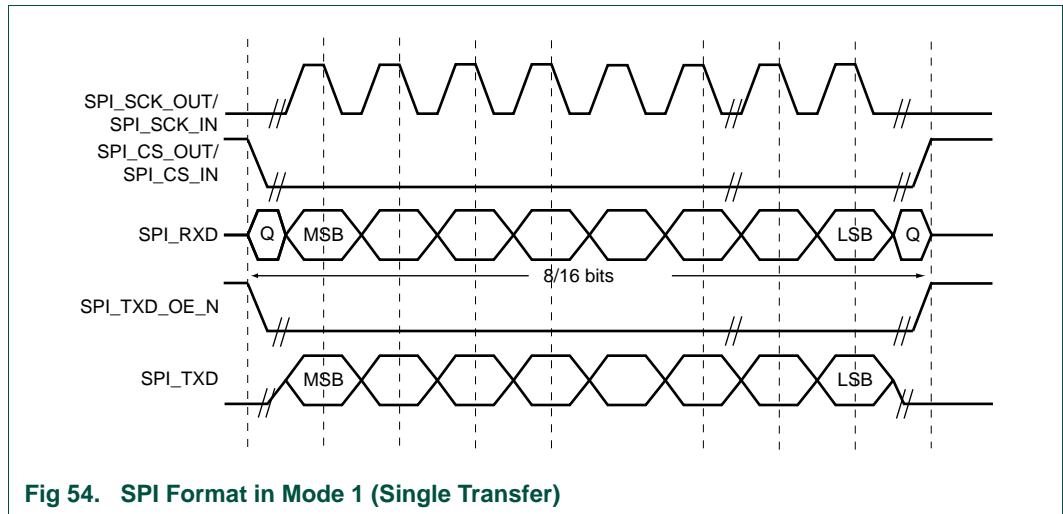 SPI_SCK_OUT/
SPI_SCK_IN
SPI_CS_OUT/
SPI_CS_IN
SPI_RXD
Q
MSB
LSB
Q
8/16 bits
SPI_TXD_OE_N
SPI_TXD
MSB
LSB
Fig 54. SPI Format in Mode 1 (Single Transfer)